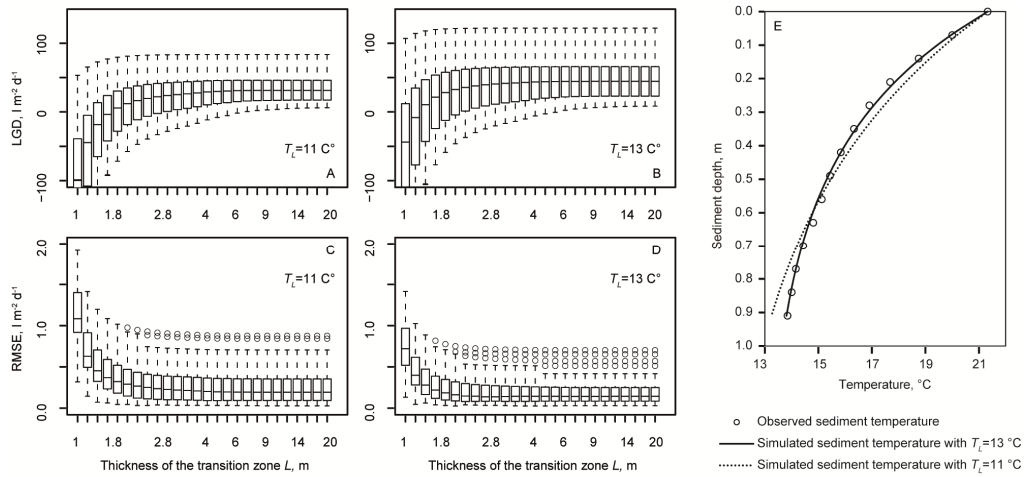 LGD, l m⁻² d⁻¹
100
0
−100
T_L=11 C°
A
1 1.8 2.8 4 6 9 14 20
100
0
−100
T_L=13 C°
B
1 1.8 2.8 4 6 9 14 20
RMSE, l m⁻² d⁻¹
2.0
1.0
0.0
C
T_L=11 C°
1 1.8 2.8 4 6 9 14 20
Thickness of the transition zone L, m
2.0
1.0
0.0
D
T_L=13 C°
1 1.8 2.8 4 6 9 14 20
Thickness of the transition zone L, m
E
Sediment depth, m
0.0
0.1
0.2
0.3
0.4
0.5
0.6
0.7
0.8
0.9
1.0
13 15 17 19 21
Temperature, °C
Observed sediment temperature
Simulated sediment temperature with T_L=13 °C
Simulated sediment temperature with T_L=11 °C